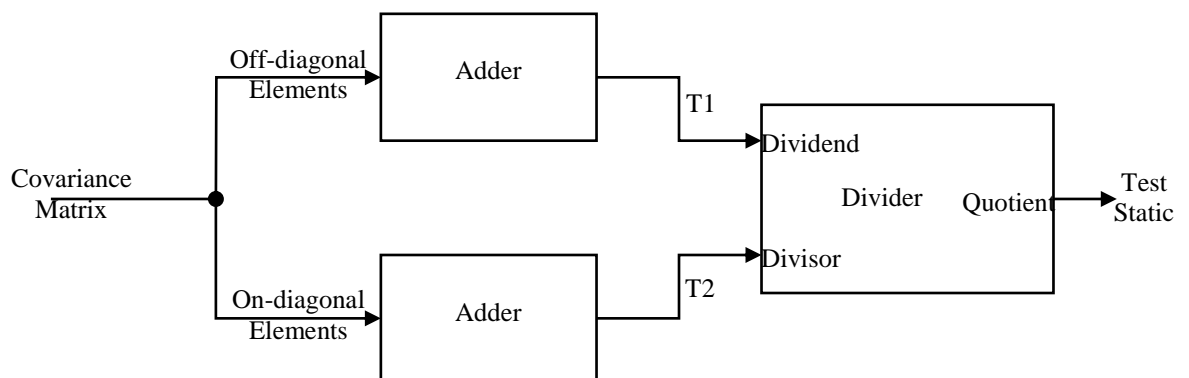 Off-diagonal
Elements
Adder
T1
Dividend
Covariance
Matrix
Divider
Quotient
Test
Static
Divisor
T2
On-diagonal
Elements
Adder